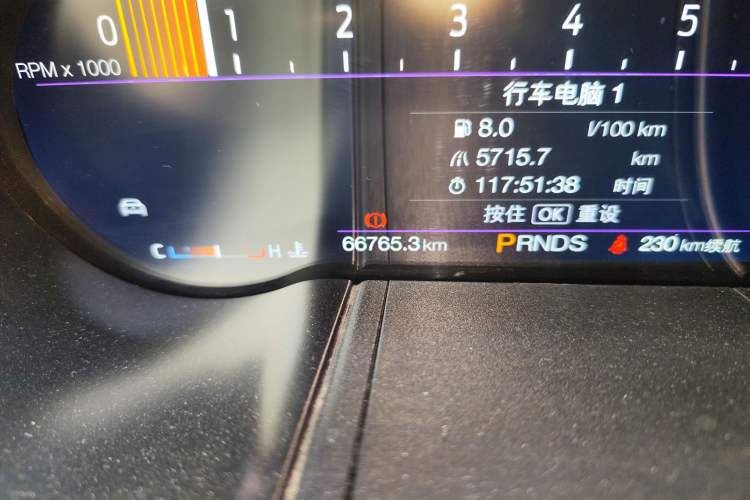 0 1 2 3 4 5
RPM x 1000
行车电脑 1
8.0 l/100 km
5715.7 km
117:51:38 时间
按住 OK 重设
C H 66765.3 km PRNDS 230 km续航